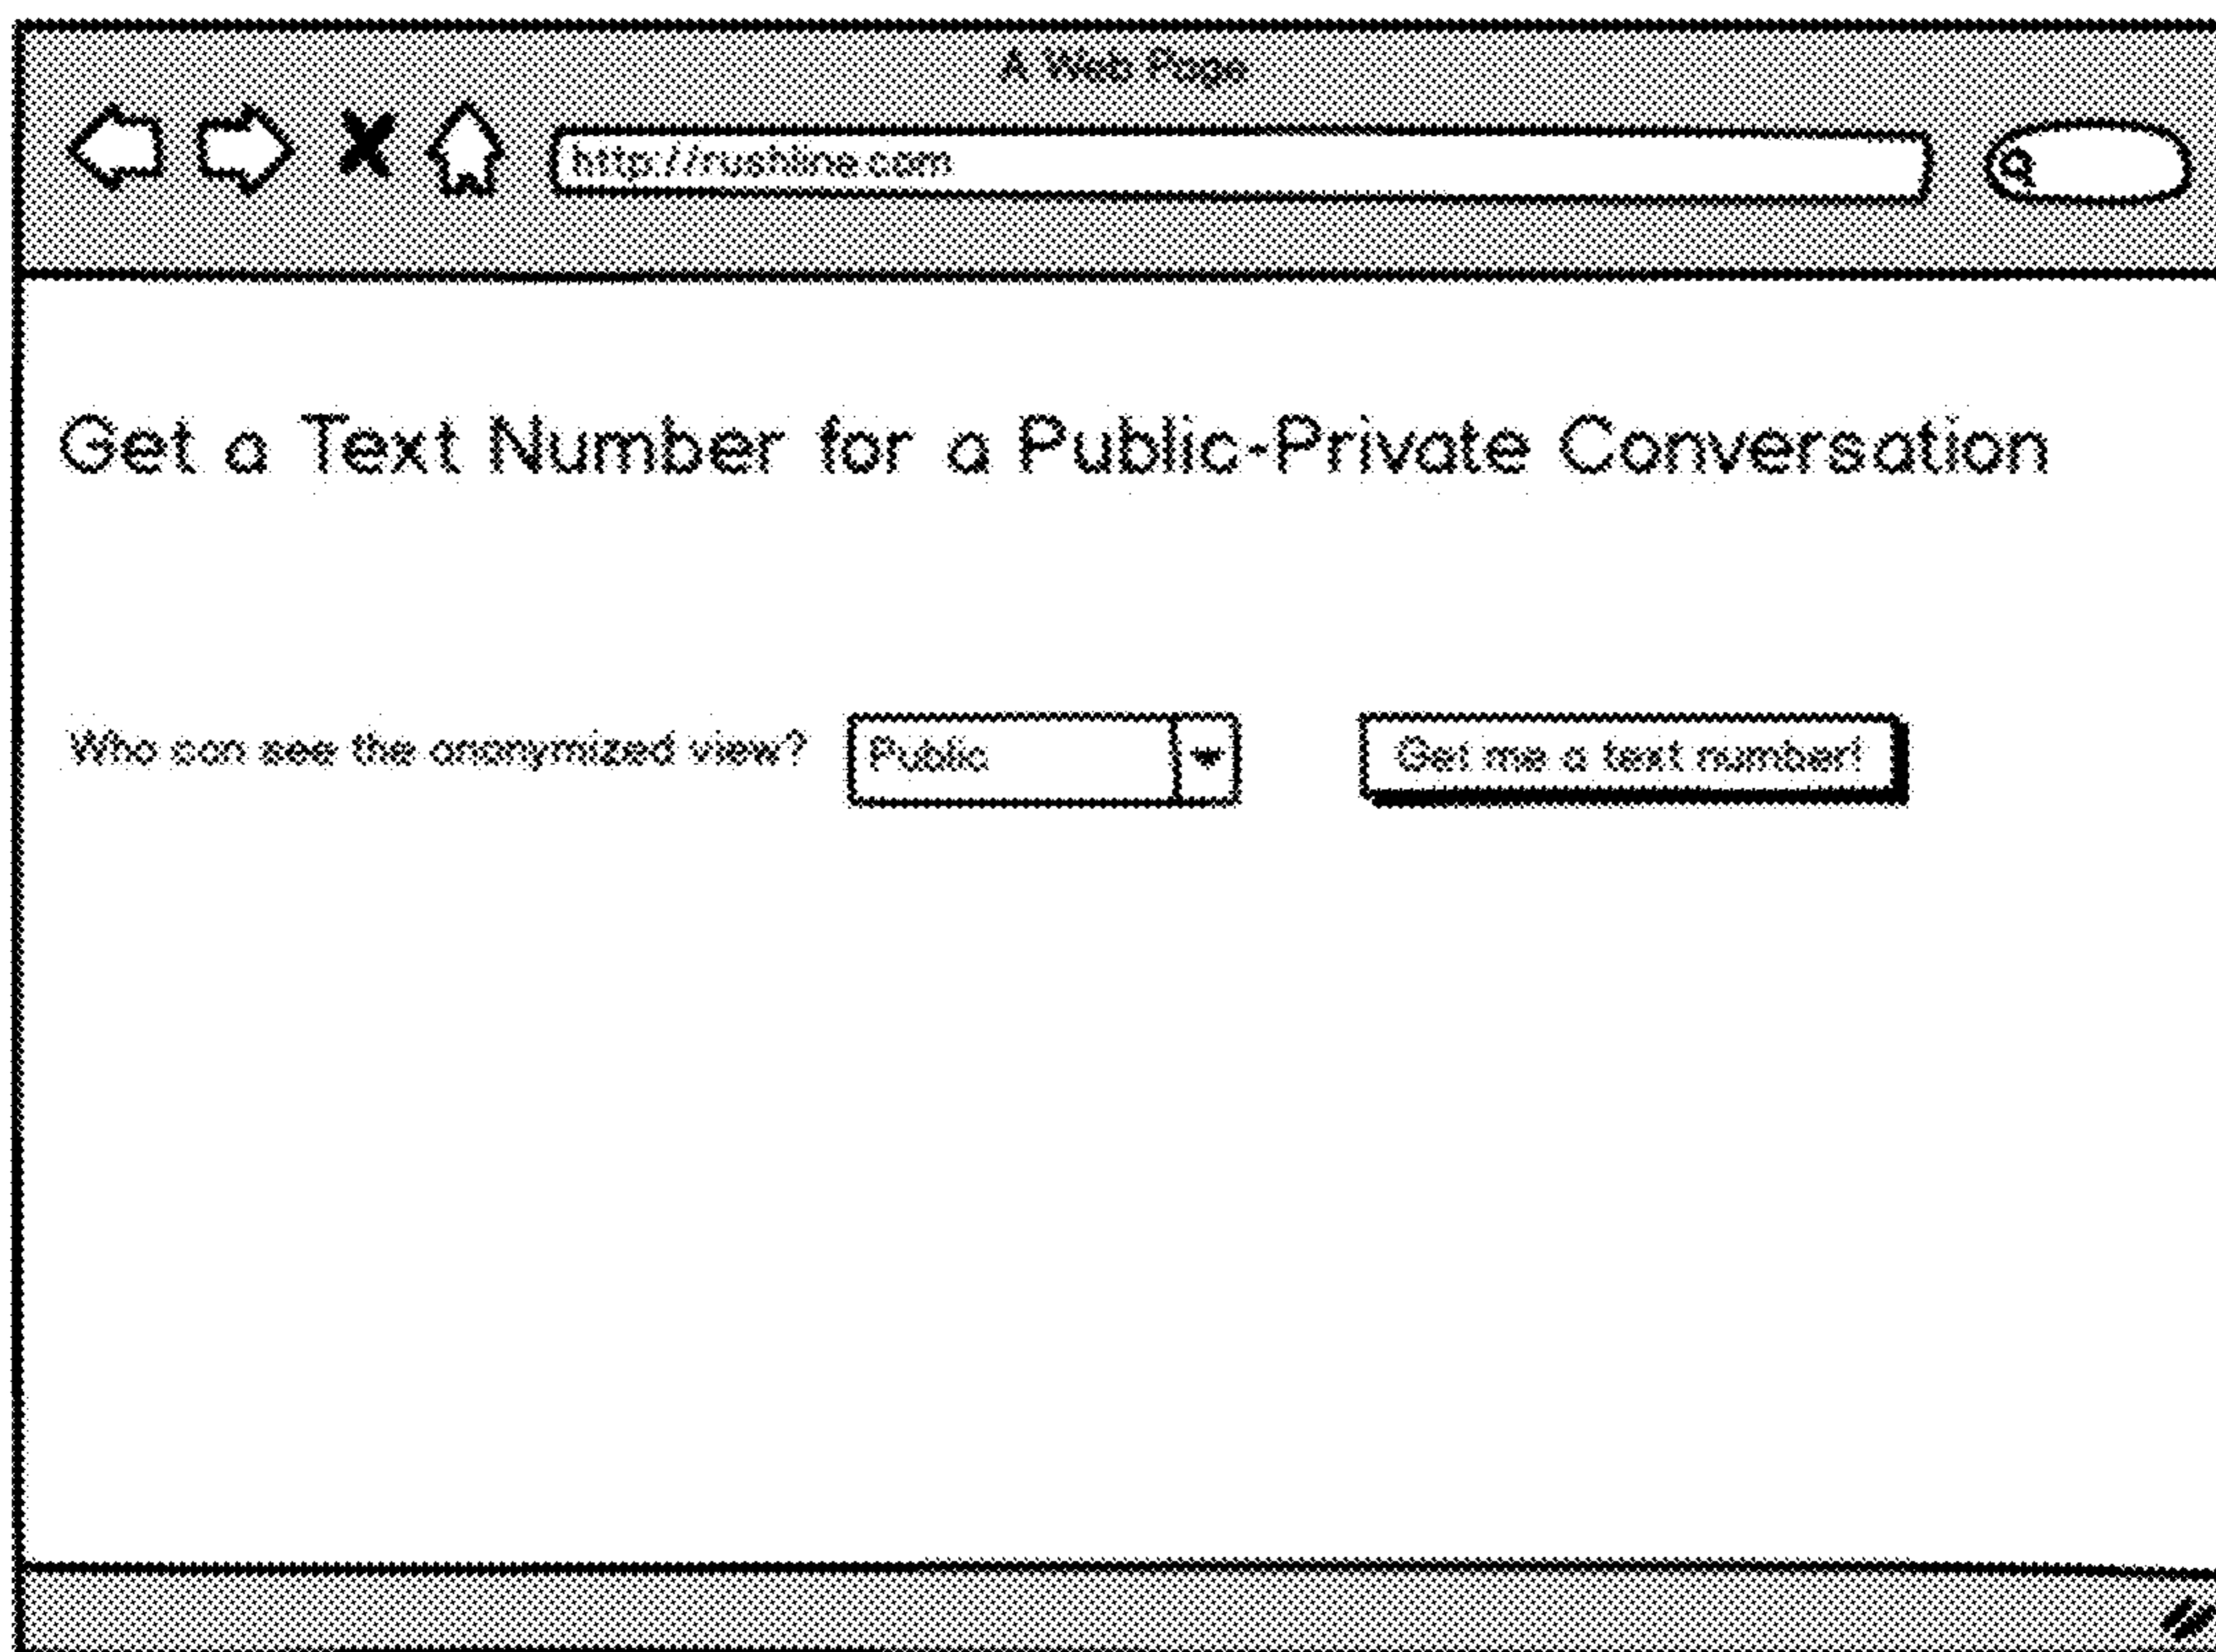 A Web Page
http://rushline.com
Get a Text Number for a Public-Private Conversation
Who can see the anonymized view? Public Get me a text number!